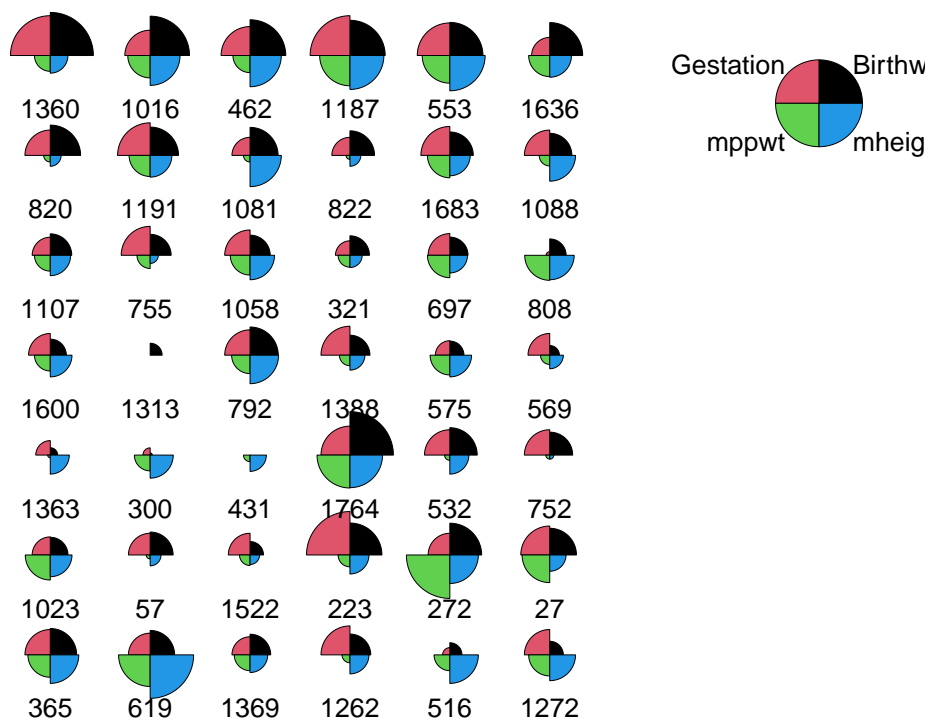 Gestation Birthw
mppwt mheig
1360 1016 462 1187 553 1636
820 1191 1081 822 1683 1088
1107 755 1058 321 697 808
1600 1313 792 1388 575 569
1363 300 431 1764 532 752
1023 57 1522 223 272 27
365 619 1369 1262 516 1272